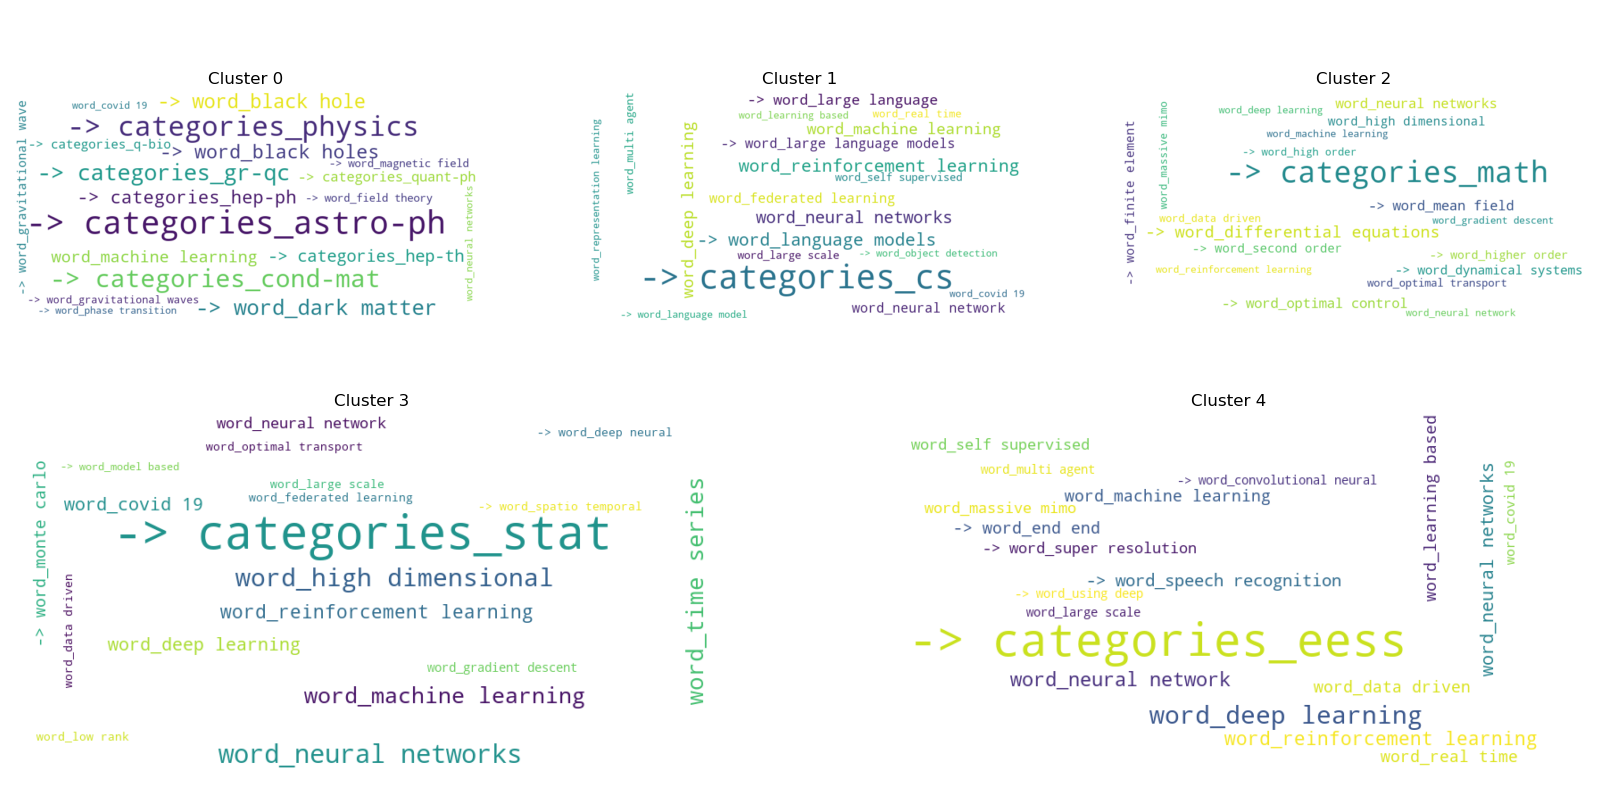 Cluster 0
word_covid 19
-> word_black hole
-> categories_physics
-> categories_q-bio
-> word_black holes
-> word_magnetic field
-> categories_gr-qc
-> categories_quant-ph
-> categories_hep-ph
-> word_field theory
-> categories_astro-ph
word_machine learning
-> categories_hep-th
-> categories_cond-mat
-> word_gravitational waves
-> word_phase transition
-> word_dark matter
-> word_gravitational wave
word_neural networks
Cluster 1
-> word_large language
word_learning based
word_real time
word_machine learning
-> word_large language models
word_reinforcement learning
word_self supervised
word_federated learning
word_neural networks
-> word_language models
word_large scale
-> word_object detection
-> categories_cs
word_covid 19
word_neural network
-> word_language model
word_representation learning
word_multi agent
word_deep learning
Cluster 2
word_deep learning
word_neural networks
word_high dimensional
word_machine learning
-> word_high order
-> categories_math
-> word_mean field
word_data driven
word_gradient descent
-> word_differential equations
-> word_second order
-> word_higher order
word_reinforcement learning
-> word_dynamical systems
word_optimal transport
-> word_optimal control
word_neural network
-> word_finite element
word_massive mimo
Cluster 3
word_neural network
-> word_deep neural
word_optimal transport
-> word_model based
word_large scale
word_federated learning
word_covid 19
-> word_spatio temporal
-> categories_stat
word_high dimensional
word_reinforcement learning
word_deep learning
word_gradient descent
word_machine learning
word_low rank
word_neural networks
-> word_monte carlo
word_data driven
word_time series
Cluster 4
word_self supervised
word_multi agent
-> word_convolutional neural
word_machine learning
word_massive mimo
-> word_end end
-> word_super resolution
-> word_speech recognition
-> word_using deep
word_large scale
-> categories_eess
word_neural network
word_data driven
word_deep learning
word_reinforcement learning
word_real time
word_learning based
word_neural networks
word_covid 19